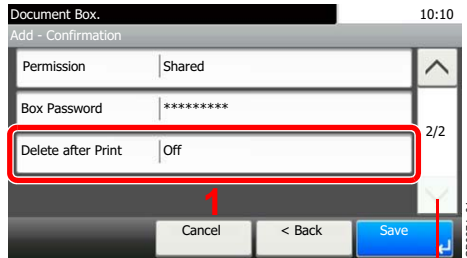 Document Box.
10:10
Add - Confirmation
Permission
Shared
Box Password
*********
2/2
Delete after Print
Off
1
Cancel
< Back
Save